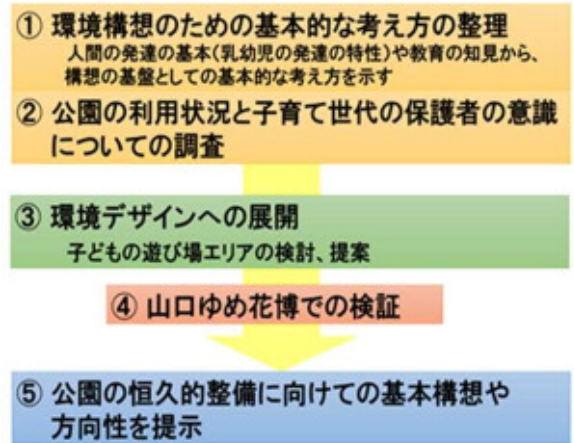 ① 環境構想のための基本的な考え方の整理
人間の発達の基本(乳幼児の発達の特性)や教育の知見から、
構想の基盤としての基本的な考え方を示す
② 公園の利用状況と子育て世代の保護者の意識
についての調査
③ 環境デザインへの展開
子どもの遊び場エリアの検討、提案
④ 山口ゆめ花博での検証
⑤ 公園の恒久的整備に向けての基本構想や
方向性を提示